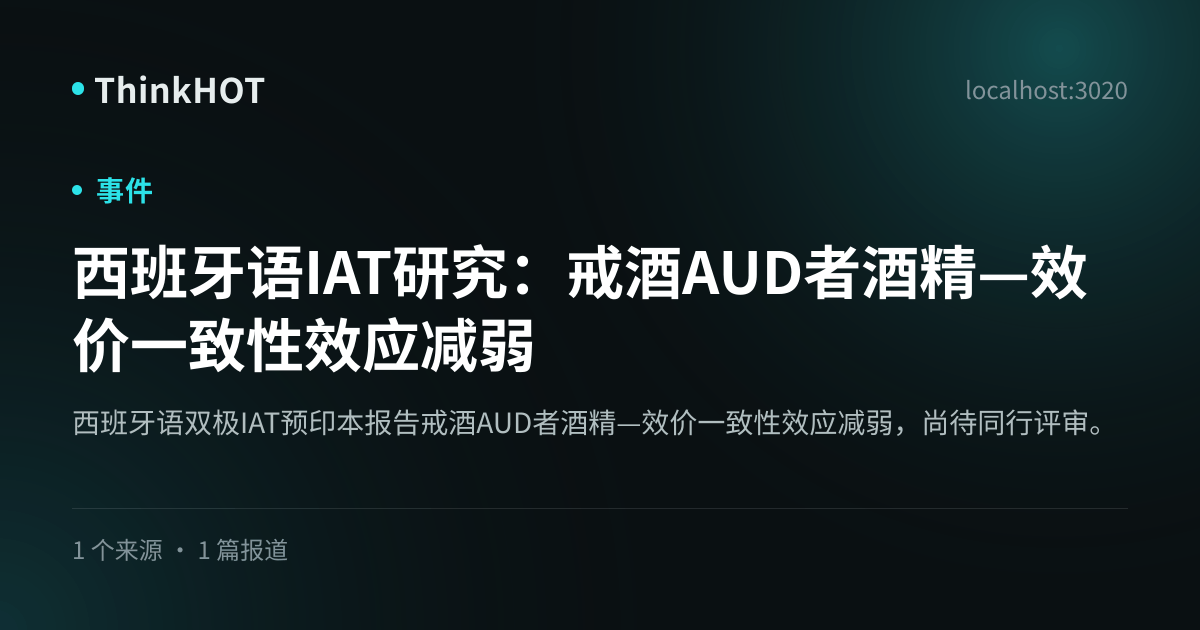 ThinkHOT
localhost:3020
事件
西班牙语IAT研究：戒酒AUD者酒精—效
价一致性效应减弱
西班牙语双极IAT预印本报告戒酒AUD者酒精—效价一致性效应减弱，尚待同行评审。
1 个来源 · 1 篇报道